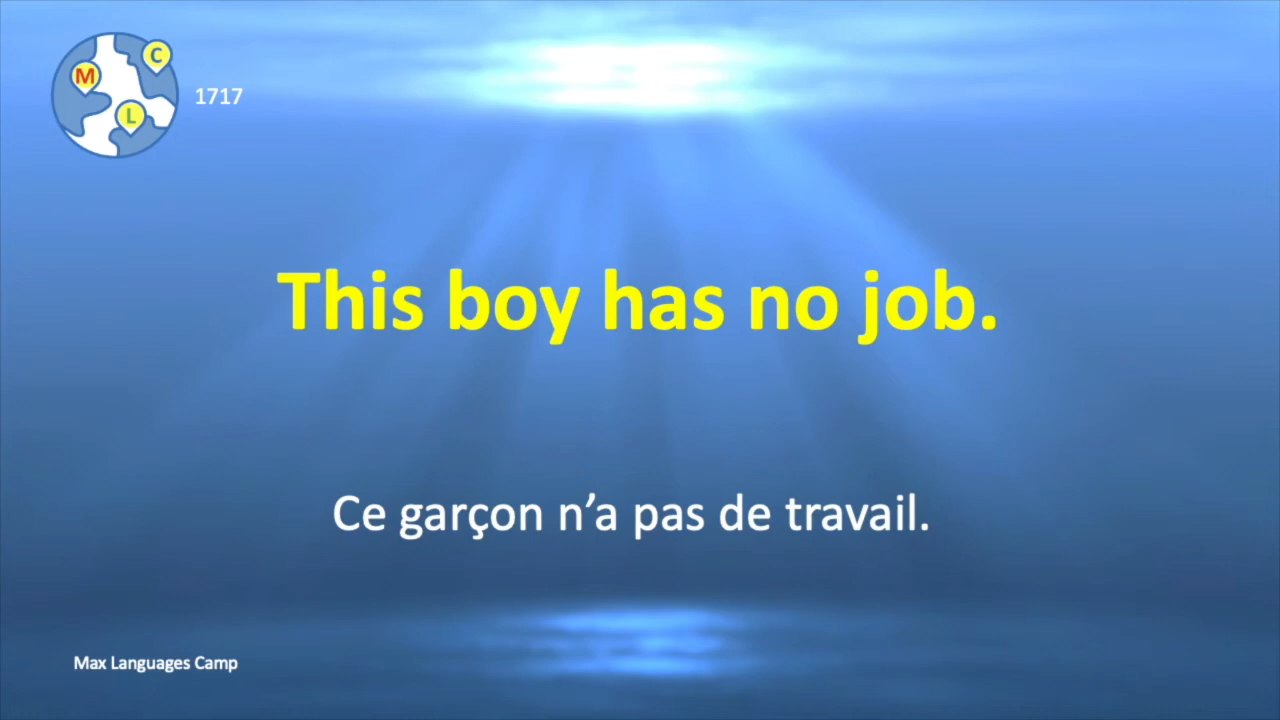 M
C
L
1717
This boy has no job.
Ce garçon n’a pas de travail.
Max Languages Camp